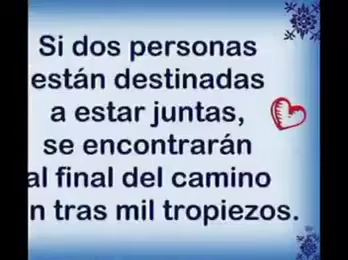 Si dos personas
están destinadas
a estar juntas,
se encontrarán
al final del camino
n tras mil tropiezos.